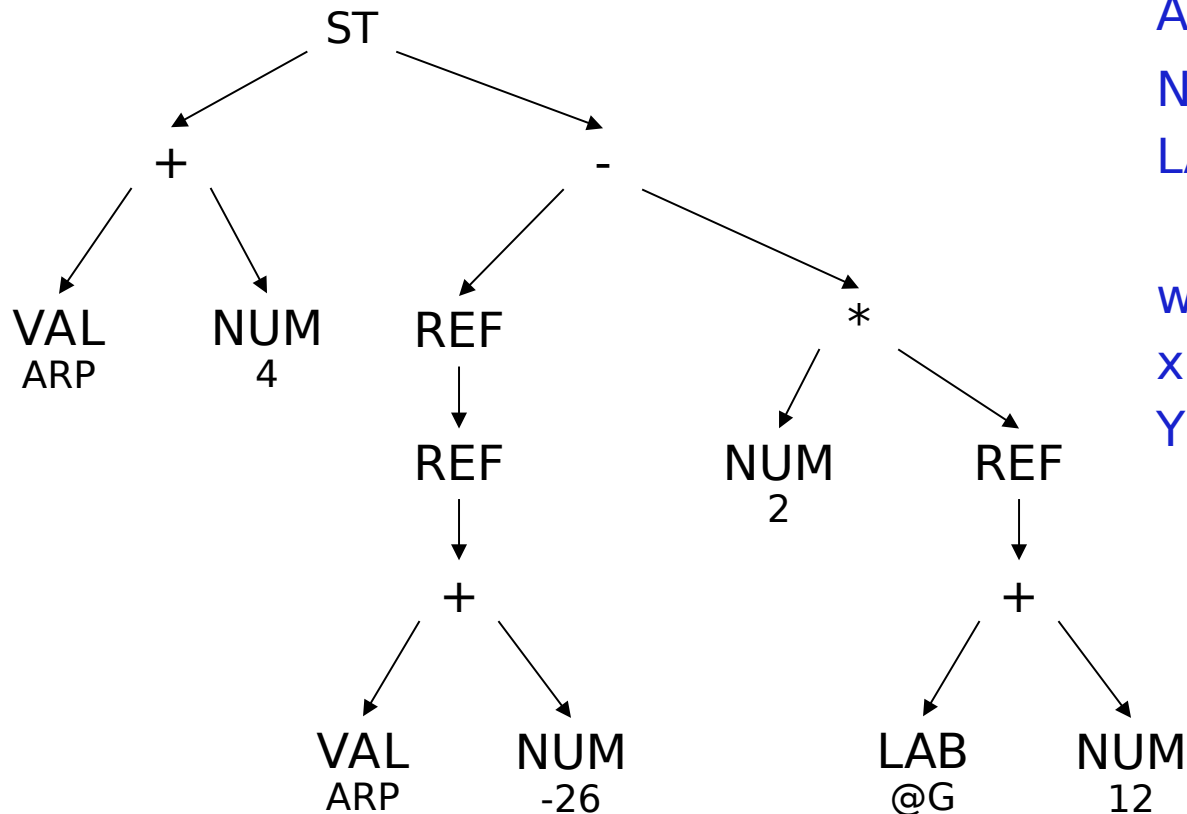 ST
+
-
VAL
ARP
NUM
4
REF
*
REF
NUM
2
REF
+
+
VAL
ARP
NUM
-26
LAB
@G
NUM
12
x
Y